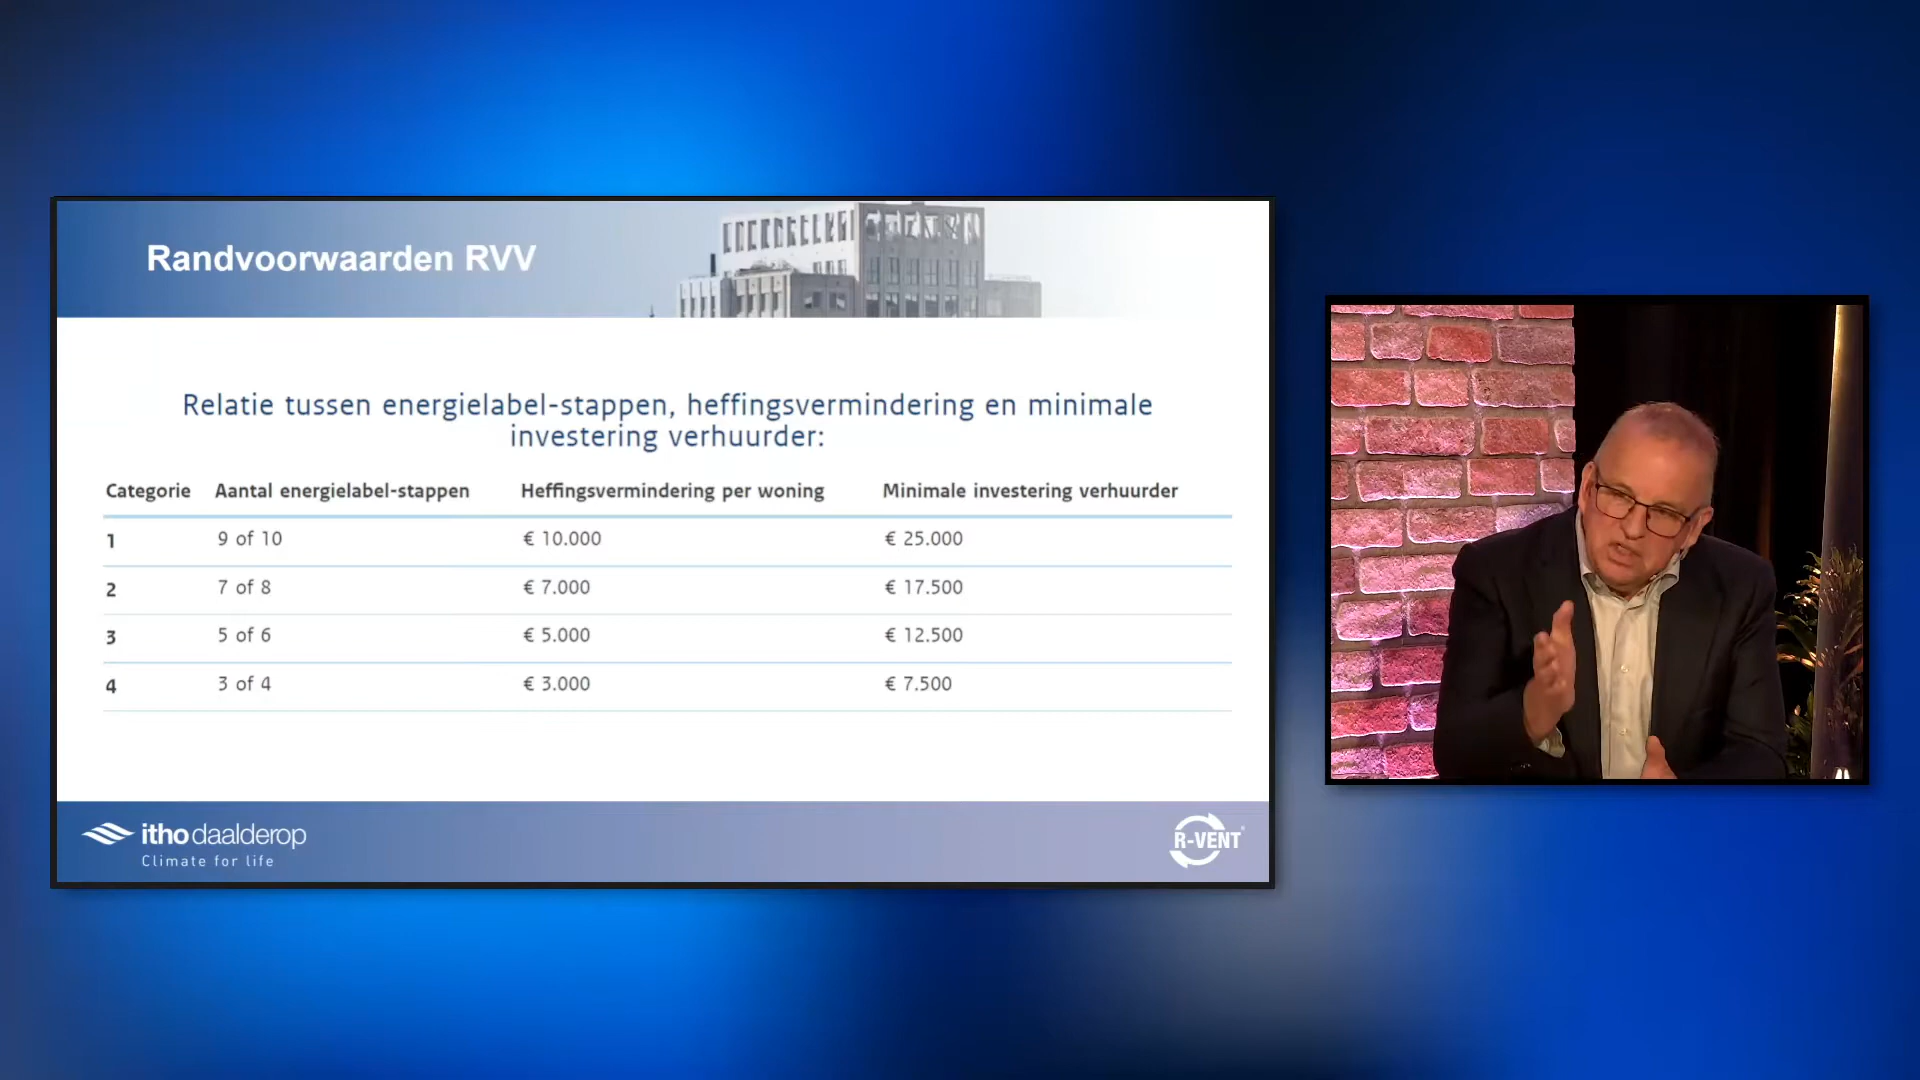 Randvoorwaarden RVV
Relatie tussen energielabel-stappen, heffingsvermindering en minimale
investering verhuurder:
Categorie Aantal energielabel-stappen Heffingsvermindering per woning Minimale investering verhuurder
1 9 of 10 € 10.000 € 25.000
2 7 of 8 € 7.000 € 17.500
3 5 of 6 € 5.000 € 12.500
4 3 of 4 € 3.000 € 7.500
itho daalderop
Climate for life
R-VENT